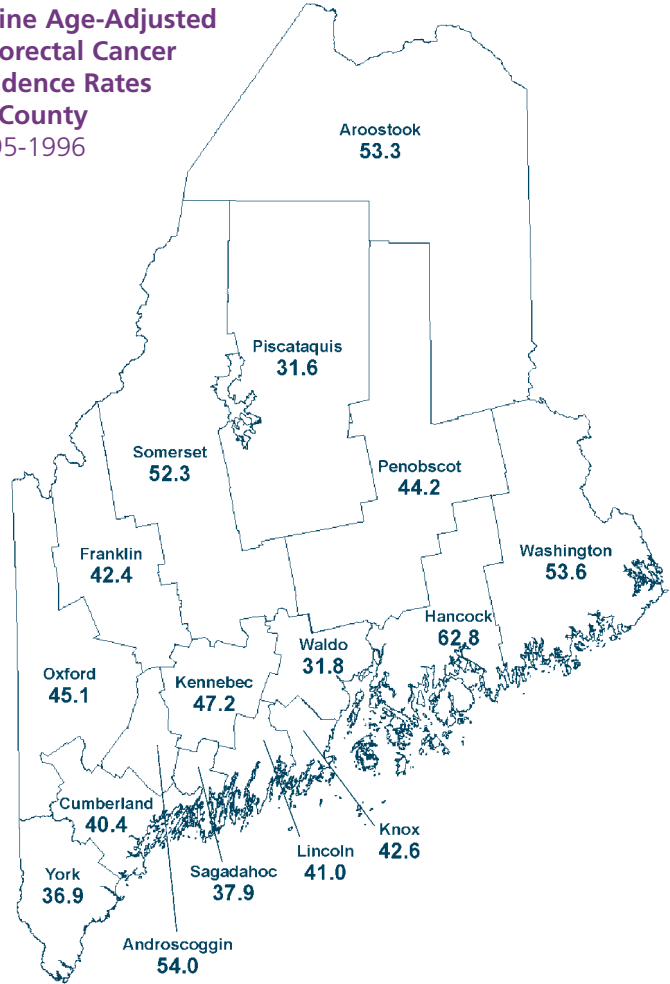 ine Age-Adjusted
orectal Cancer
dence Rates
County
95-1996
Aroostook
53.3
Piscataquis
31.6
Somerset
52.3
Penobscot
44.2
Franklin
42.4
Washington
53.6
Hancock
62.8
Waldo
31.8
Oxford
45.1
Kennebec
47.2
Cumberland
40.4
Knox
42.6
Lincoln
41.0
Sagadahoc
37.9
York
36.9
Androscoggin
54.0